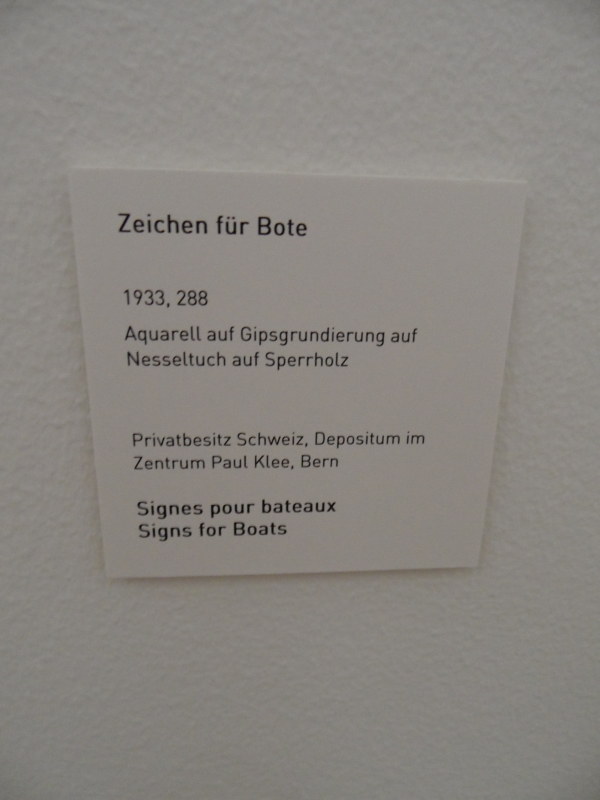 Zeichen für Bote
1933, 288
Aquarell auf Gipsgrundierung auf
Nesseltuch auf Sperrholz
Privatbesitz Schweiz, Depositum im
Zentrum Paul Klee, Bern
Signes pour bateaux
Signs for Boats